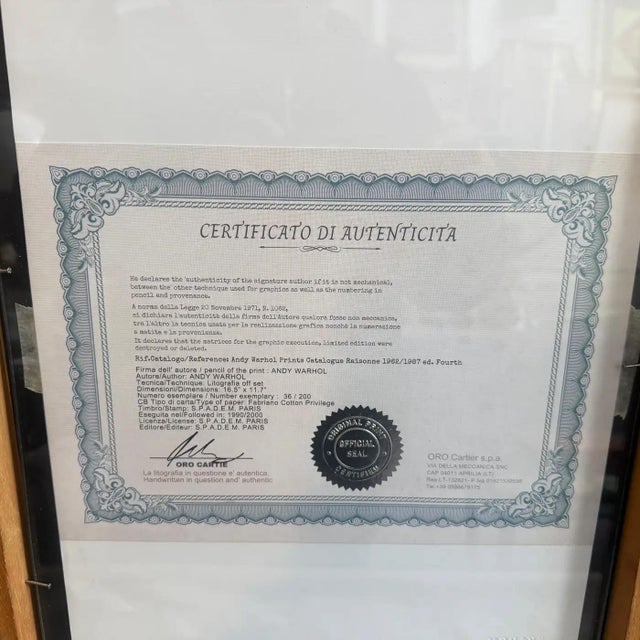 CERTIFICATO DI AUTENTICITA
He declares the authenticity of the signature author if it is not mechanical,
between the other technique used for graphics as well as the numbering in
pencil and provenance.
A norma della Legge 20 Novembre 1971, N. 1062,
si dichiara l'autenticità della firma dell'Autore qualora fosse non meccanico,
tra l'altro la tecnica usata per la realizzazione grafica nonchè la numerazione
a matita e la provenienza.
It declares that the matrices for the graphic execution, limited edition were
destroyed or deleted.
Rif.Catalogo/Reference: Andy Warhol Prints Catalogue Raisonne 1962/1987 ed. Fourth
Firma dell' autore / pencil of the print : ANDY WARHOL
Autore/Author: ANDY WARHOL
Tecnica/Technique: Litografia off set
Dimensioni/Dimensions: 16.5" x 11.7"
Numero esemplare / Number exemplary : 36 / 200
CB Tipo di carta/Type of paper: Fabriano Cotton Privilege
Timbro/Stamp: S.P.A.D.E.M. PARIS
Eseguita nel/Followed in: 1990/2000
Licenza/License: S.P.A.D.E.M. PARIS
Editore/Editeur: S.P.A.D.E.M. PARIS
ORO CARTIE
La litografia in questione e' autentica.
Handwritten in question and' authentic
ORIGINAL PRINT
OFFICIAL
SEAL
CERTIFIED
ORO Cartier s.p.a.
VIA DELLA MECCANICA SNC
CAP 04011 APRILIA (LT)